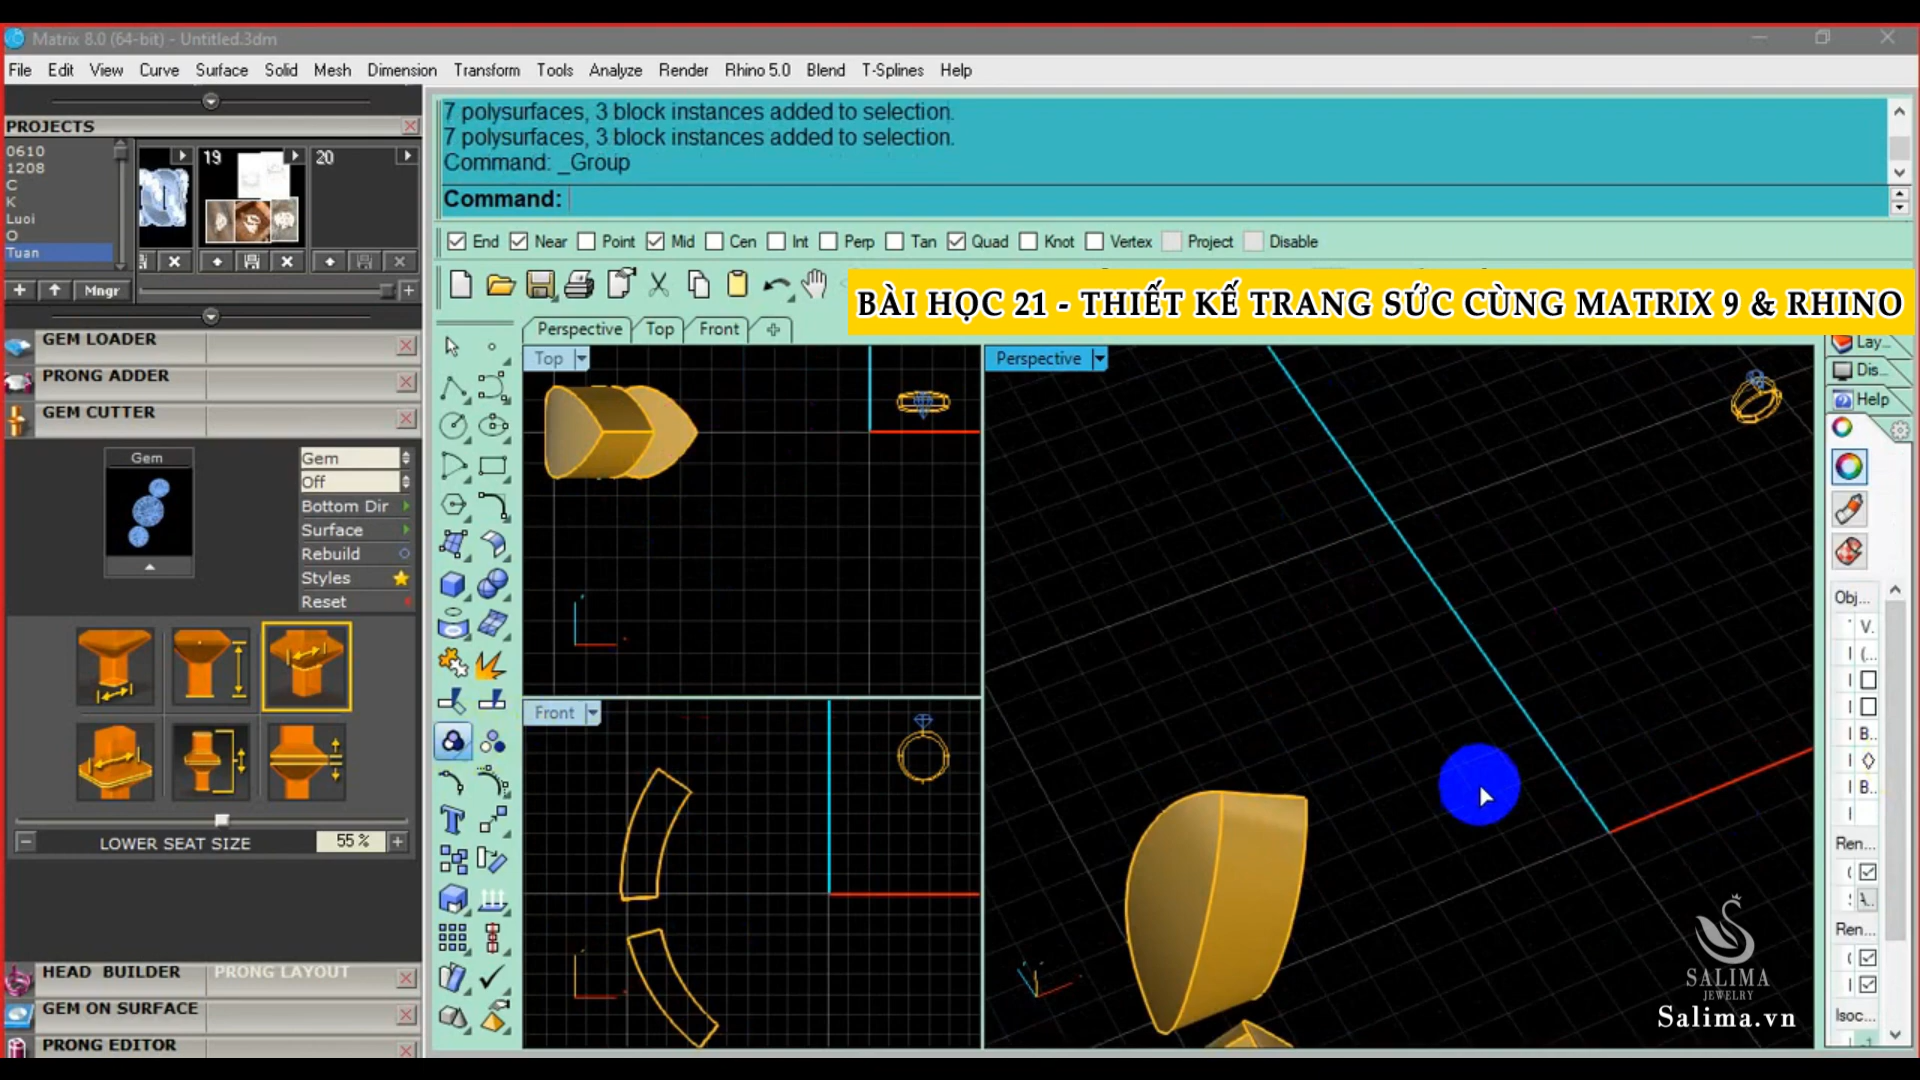 Matrix 8.0 (64-bit) - Untitled.3dm
File Edit View Curve Surface Solid Mesh Dimension Transform Tools Analyze Render Rhino 5.0 Blend T-Splines Help
7 polysurfaces, 3 block instances added to selection.
7 polysurfaces, 3 block instances added to selection.
Command: _Group
Command:
End Near Point Mid Cen Int Perp Tan Quad Knot Vertex Project Disable
BÀI HỌC 21 - THIẾT KẾ TRANG SỨC CÙNG MATRIX 9 & RHINO
PROJECTS
0610
1208
C
K
Luoi
O
Tuan
19
20
Mngr
GEM LOADER
PRONG ADDER
GEM CUTTER
Gem
Gem
Off
Bottom Dir
Surface
Rebuild
Styles
Reset
LOWER SEAT SIZE 55 %
HEAD BUILDER PRONG LAYOUT
GEM ON SURFACE
PRONG EDITOR
Perspective Top Front
Top
Perspective
Front
Lay...
Dis...
Help
Obj...
V.
(...
B..
B..
Ren...
Ren...
Isoc...
SALIMA
JEWELRY
Salima.vn